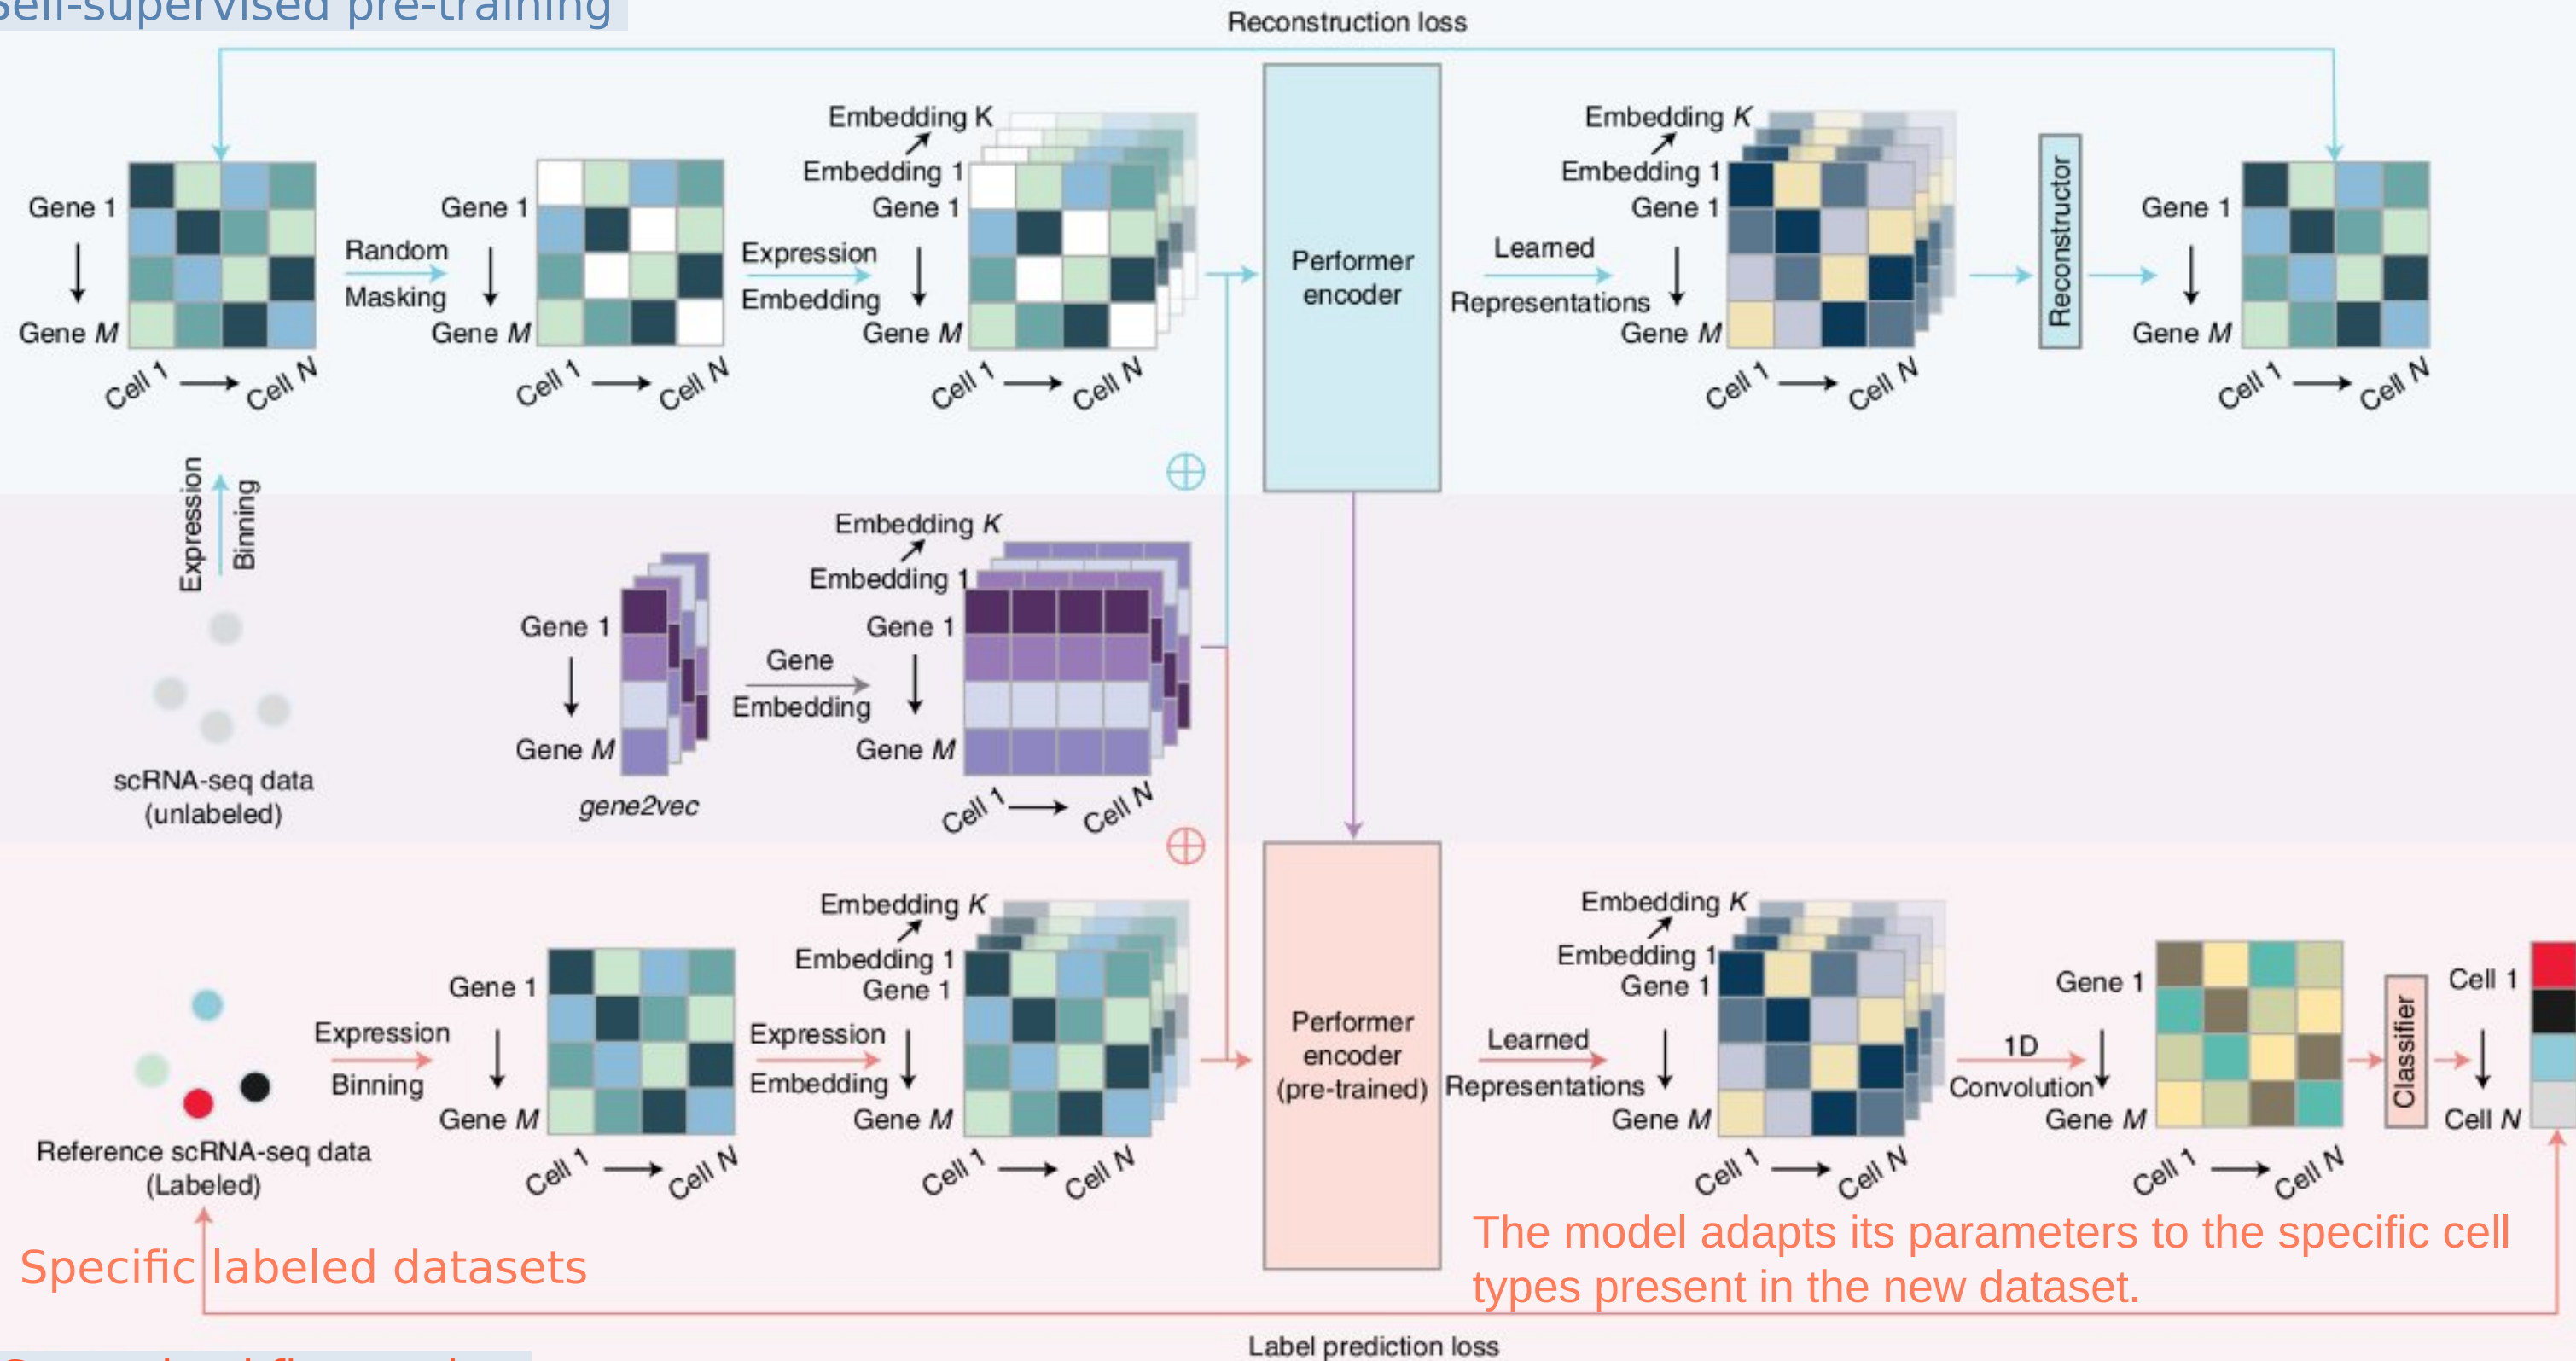 Self-supervised pre-training
Reconstruction loss
Gene 1
Gene M
Cell 1
Cell N
Random
Masking
Gene 1
Gene M
Cell 1
Cell N
Expression
Embedding
Embedding K
Embedding 1
Gene 1
Gene M
Cell 1
Cell N
Performer
encoder
Learned
Representations
Embedding K
Embedding 1
Gene 1
Gene M
Cell 1
Cell N
Reconstructor
Gene 1
Gene M
Cell 1
Cell N
Expression
Binning
scRNA-seq data
(unlabeled)
Gene 1
Gene M
gene2vec
Gene
Embedding
Embedding K
Embedding 1
Gene 1
Gene M
Cell 1
Cell N
Reference scRNA-seq data
(Labeled)
Expression
Binning
Gene 1
Gene M
Cell 1
Cell N
Expression
Embedding
Embedding K
Embedding 1
Gene 1
Gene M
Cell 1
Cell N
Performer
encoder
(pre-trained)
Learned
Representations
Embedding K
Embedding 1
Gene 1
Gene M
Cell 1
Cell N
1D
Convolution
Gene 1
Gene M
Cell 1
Cell N
Classifier
Cell 1
Cell N
Specific labeled datasets
The model adapts its parameters to the specific cell
types present in the new dataset.
Label prediction loss